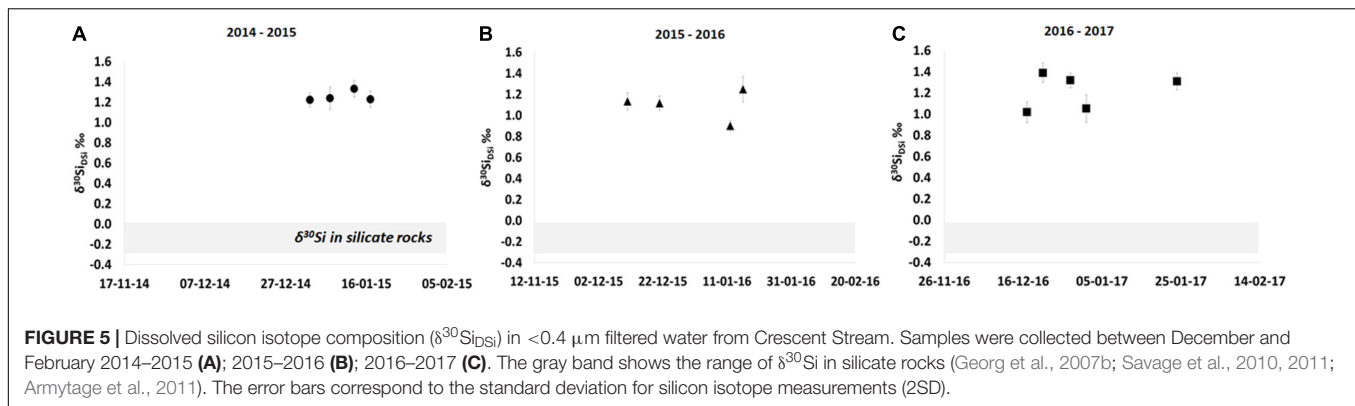 A 2014 - 2015
B 2015 - 2016
C 2016 - 2017
δ³⁰Si_DSi ‰
1.6
1.4
1.2
1.0
0.8
0.6
0.4
0.2
0.0
-0.2
-0.4
δ³⁰Si in silicate rocks
17-11-14 07-12-14 27-12-14 16-01-15 05-02-15
δ³⁰Si_DSi ‰
1.6
1.4
1.2
1.0
0.8
0.6
0.4
0.2
0.0
-0.2
-0.4
12-11-15 02-12-15 22-12-15 11-01-16 31-01-16 20-02-16
δ³⁰Si_DSi ‰
1.6
1.4
1.2
1.0
0.8
0.6
0.4
0.2
0.0
-0.2
-0.4
26-11-16 16-12-16 05-01-17 25-01-17 14-02-17
FIGURE 5 | Dissolved silicon isotope composition (δ³⁰Si_DSi) in <0.4 μm filtered water from Crescent Stream. Samples were collected between December and
February 2014–2015 (A); 2015–2016 (B); 2016–2017 (C). The gray band shows the range of δ³⁰Si in silicate rocks (Georg et al., 2007b; Savage et al., 2010, 2011;
Armytage et al., 2011). The error bars correspond to the standard deviation for silicon isotope measurements (2SD).